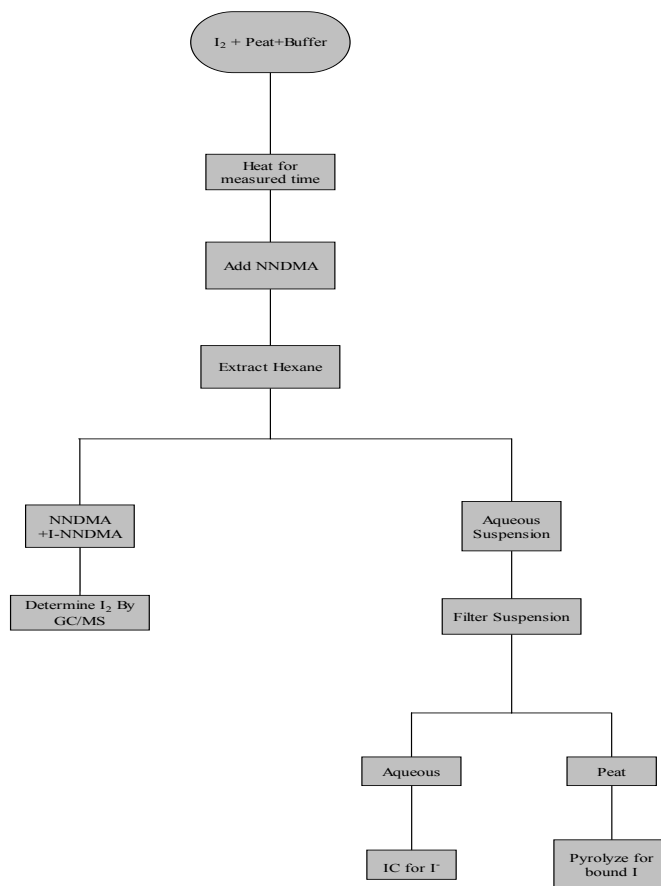 I₂ + Peat+Buffer
Heat for
measured time
Add NNDMA
Extract Hexane
NNDMA
+I-NNDMA
Aqueous
Suspension
Determine I₂ By
GC/MS
Filter Suspension
Aqueous
Peat
IC for I⁻
Pyrolyze for
bound I